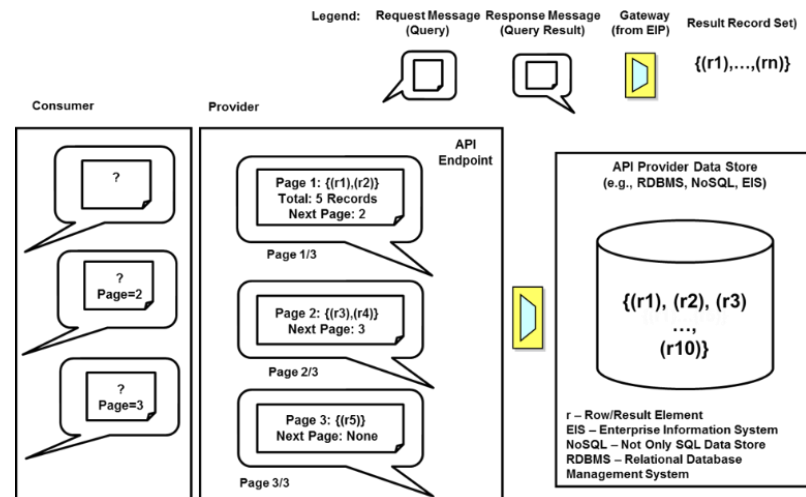 Legend:
Request Message
(Query)
Response Message
(Query Result)
Gateway
(from EIP)
Result Record Set)
{(r1),…,(rn)}
Consumer
Provider
?
?
Page=2
?
Page=3
API
Endpoint
Page 1: {(r1),(r2)}
Total: 5 Records
Next Page: 2
Page 1/3
Page 2: {(r3),(r4)}
Next Page: 3
Page 2/3
Page 3: {(r5)}
Next Page: None
Page 3/3
API Provider Data Store
(e.g., RDBMS, NoSQL, EIS)
{(r1), (r2), (r3)
…,
(r10)}
r – Row/Result Element
EIS – Enterprise Information System
NoSQL – Not Only SQL Data Store
RDBMS – Relational Database
Management System